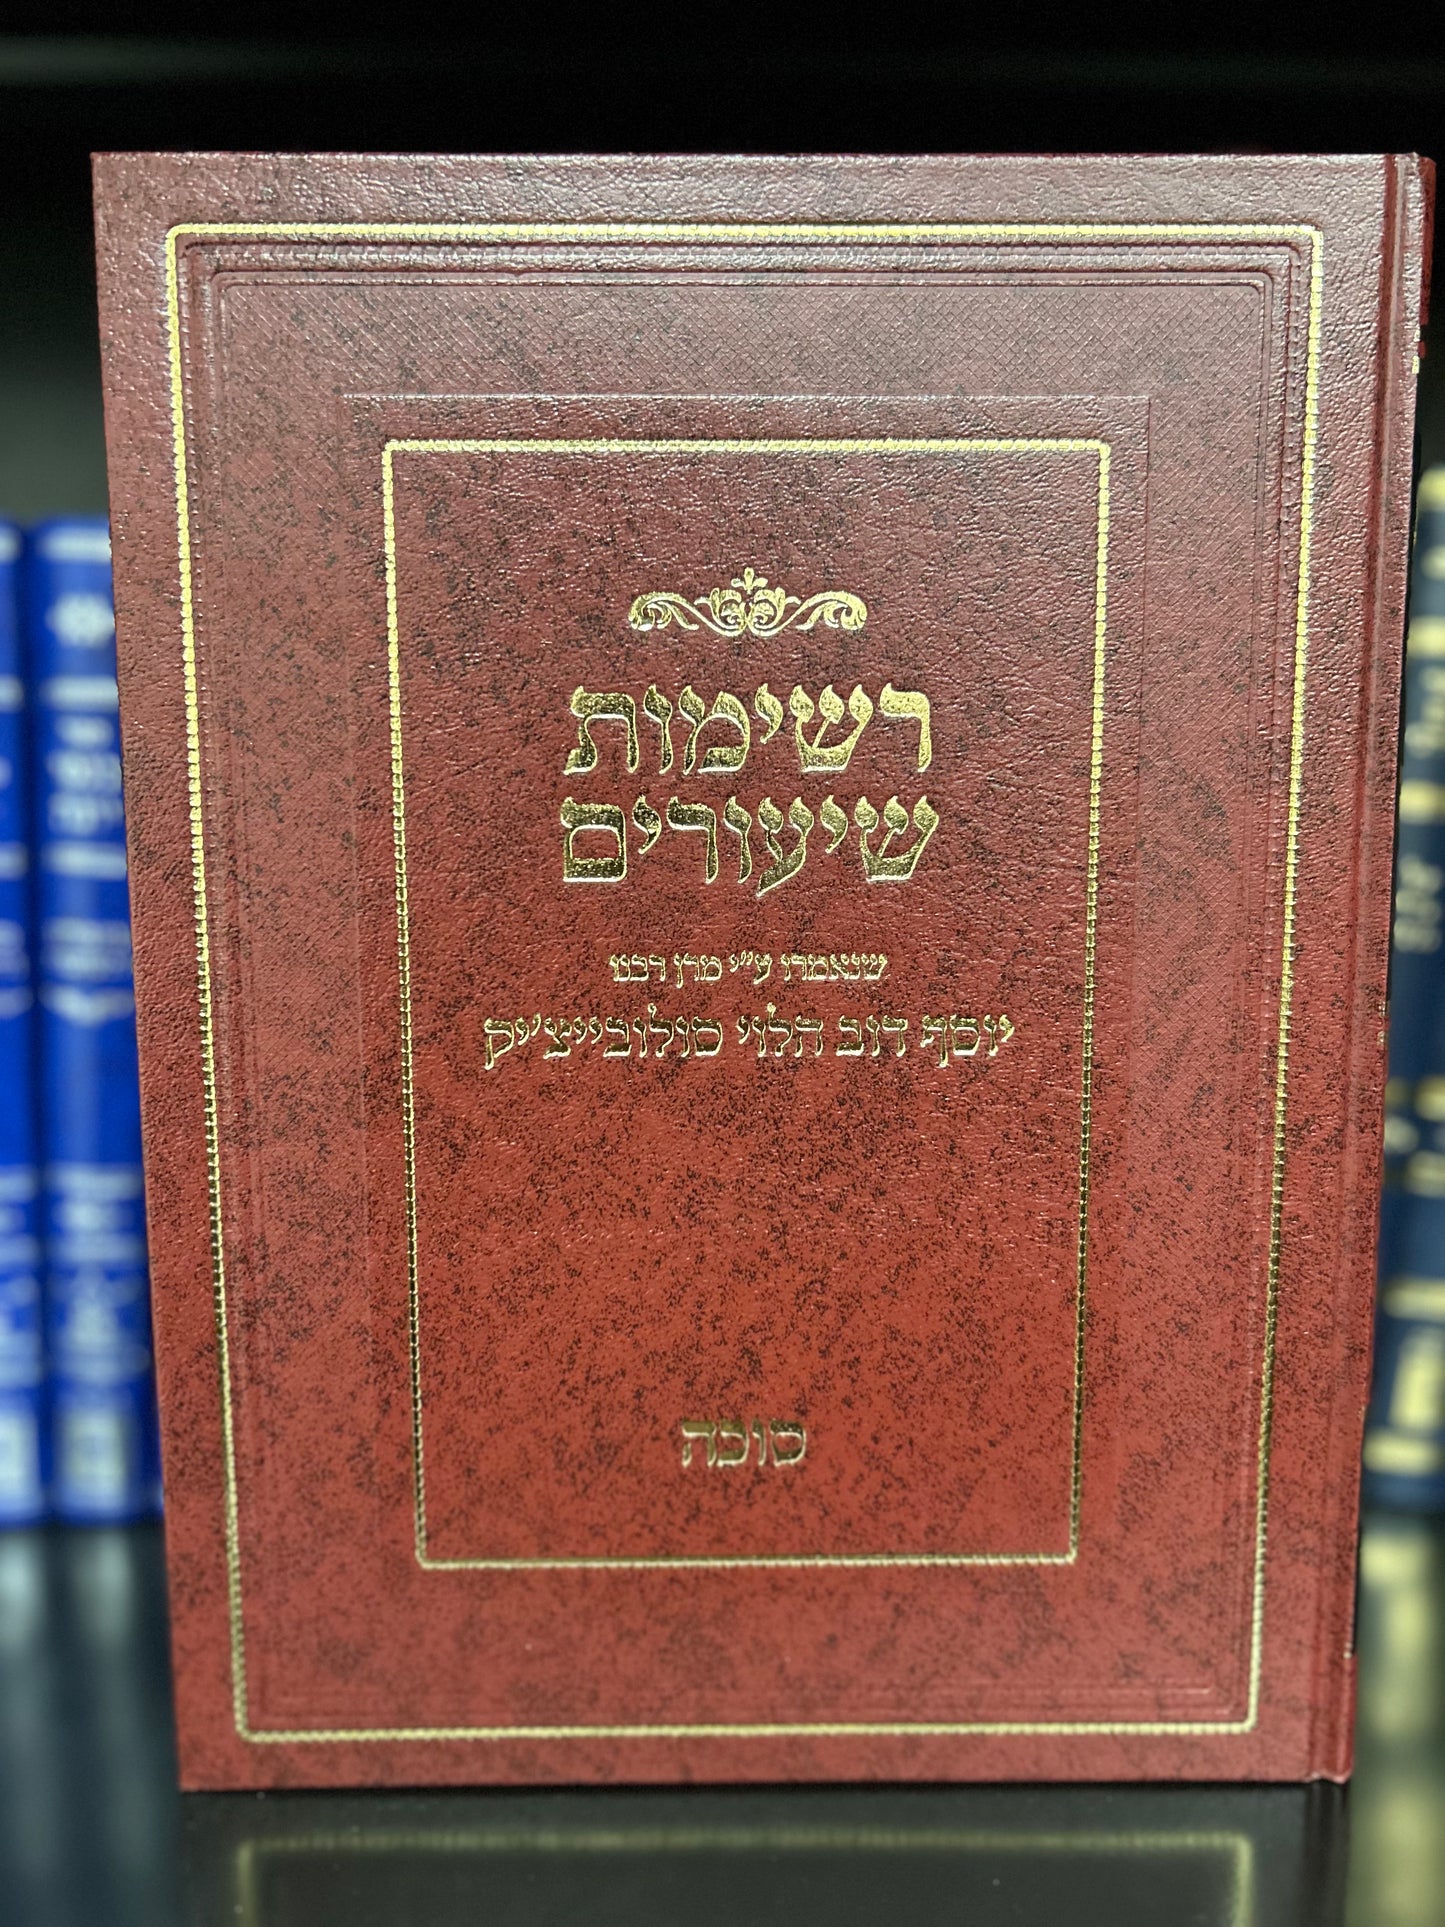 רשימות
שיעורים
שנאמרו ע״י מרן רבנו
יוסף דוב הלוי סולובייצ׳יק
סוכה